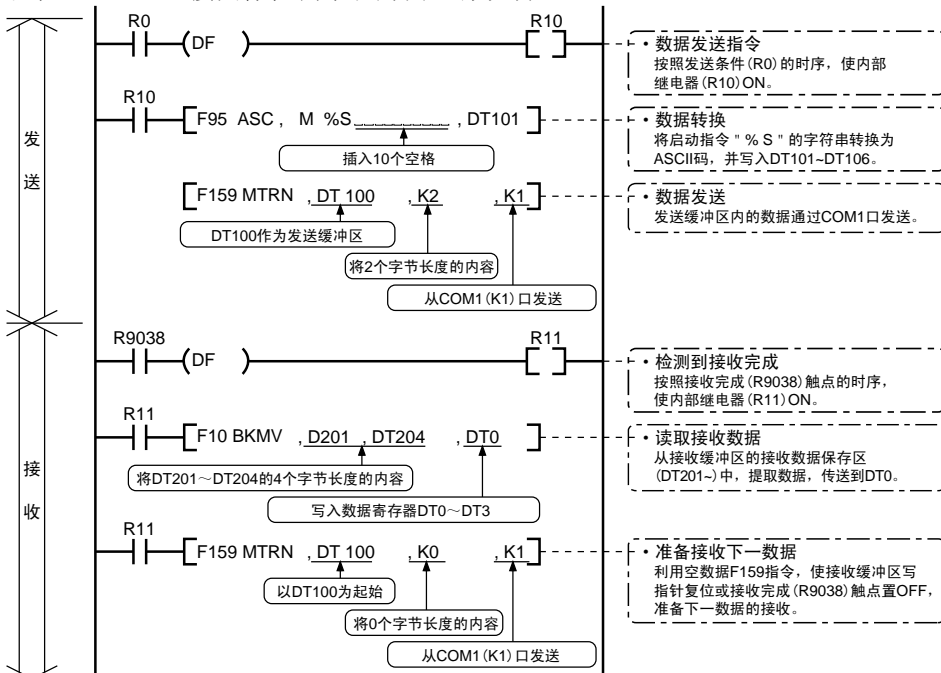 R0
R10
DF
・数据发送指令
按照发送条件(R0)的时序，使内部
继电器(R10)ON。
R10
F95 ASC , M %S , DT101
・数据转换
将启动指令＂% S＂的字符串转换为
ASCII码，并写入DT101~DT106。
插入10个空格
发送
F159 MTRN , DT 100 , K2 , K1
・数据发送
发送缓冲区内的数据通过COM1口发送。
DT100作为发送缓冲区
将2个字节长度的内容
从COM1(K1)口发送
R9038
R11
DF
・检测到接收完成
按照接收完成(R9038)触点的时序，
使内部继电器(R11)ON。
R11
F10 BKMV , D201 , DT204 , DT0
・读取接收数据
从接收缓冲区的接收数据保存区
(DT201~)中，提取数据，传送到DT0。
将DT201～DT204的4个字节长度的内容
接收
写入数据寄存器DT0～DT3
R11
F159 MTRN , DT 100 , K0 , K1
・准备接收下一数据
利用空数据F159指令，使接收缓冲区写
指针复位或接收完成(R9038)触点置OFF，
准备下一数据的接收。
以DT100为起始
将0个字节长度的内容
从COM1(K1)口发送